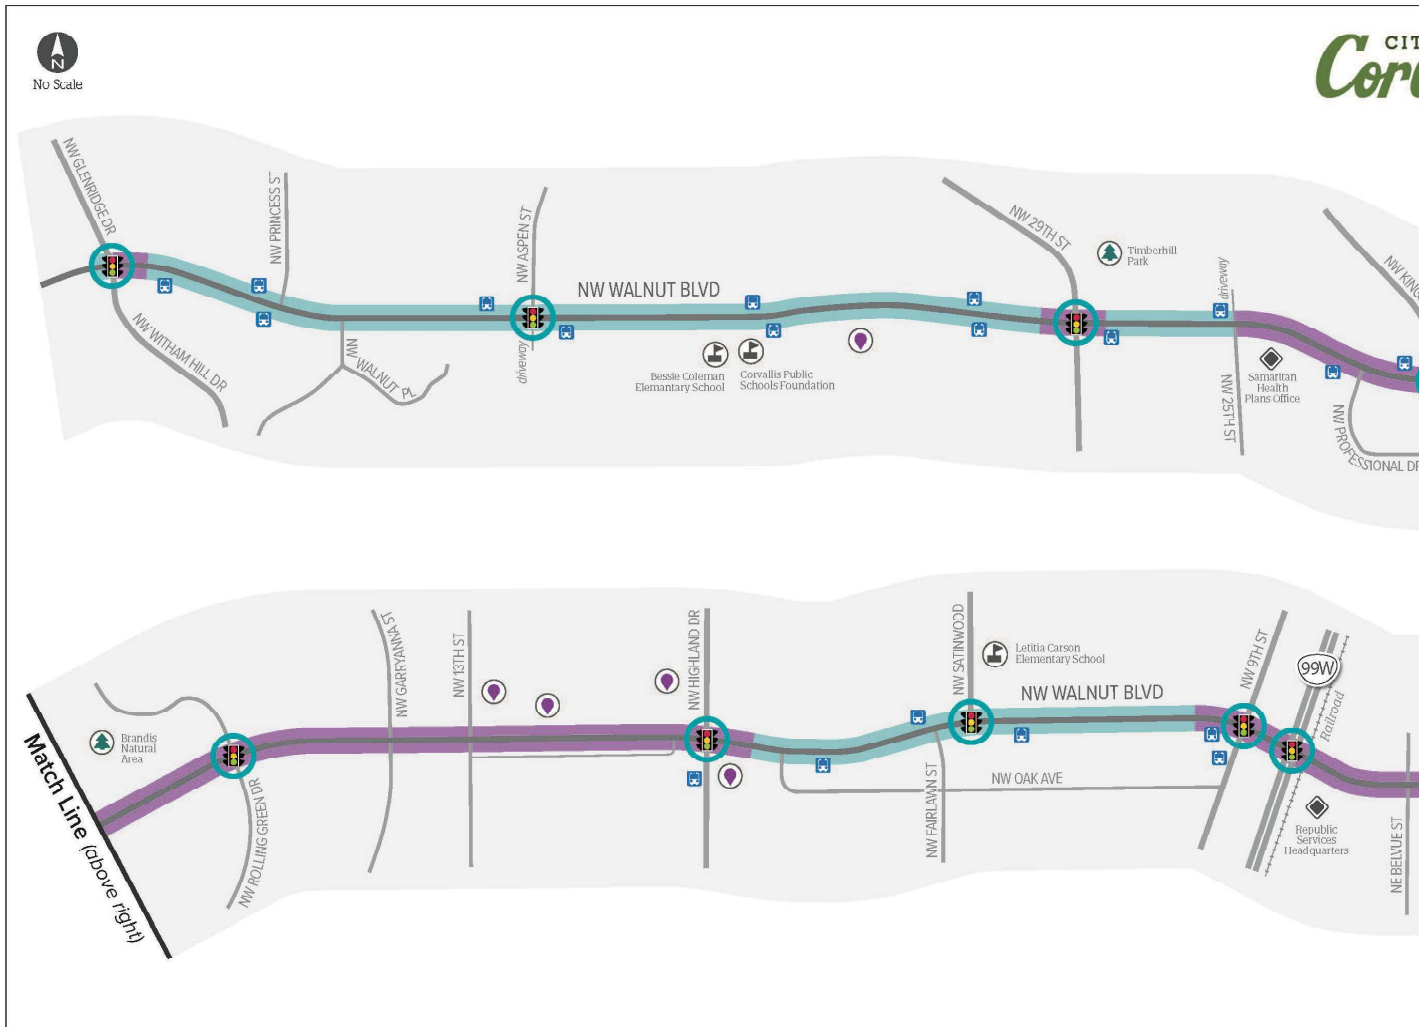 N
No Scale
CIT
Cor
NW GLENRIDGE DR
NW PRINCESS S
NW ASPEN ST
NW 29TH ST
Timberhill
Park
driveway
NW KING
NW WALNUT BLVD
NW WITHAM HILL DR
NW WALNUT PL
driveway
Bessie Coleman
Elemantary School
Corvallis Public
Schools Foundation
NW 25TH ST
Samaritan
Health
Plans Office
NW PROFESSIONAL DR
NW GARRYANNA ST
NW 13TH ST
NW HIGHLAND DR
NW SATINWOOD
Letitia Carson
Elementary School
NW WALNUT BLVD
NW 9TH ST
99W
Railroad
Brandis
Natural
Area
Match Line (above right)
NW ROLLING GREEN DR
NW OAK AVE
NW FAIRLAWN ST
Republic
Services
Headquarters
NE BELVUE ST